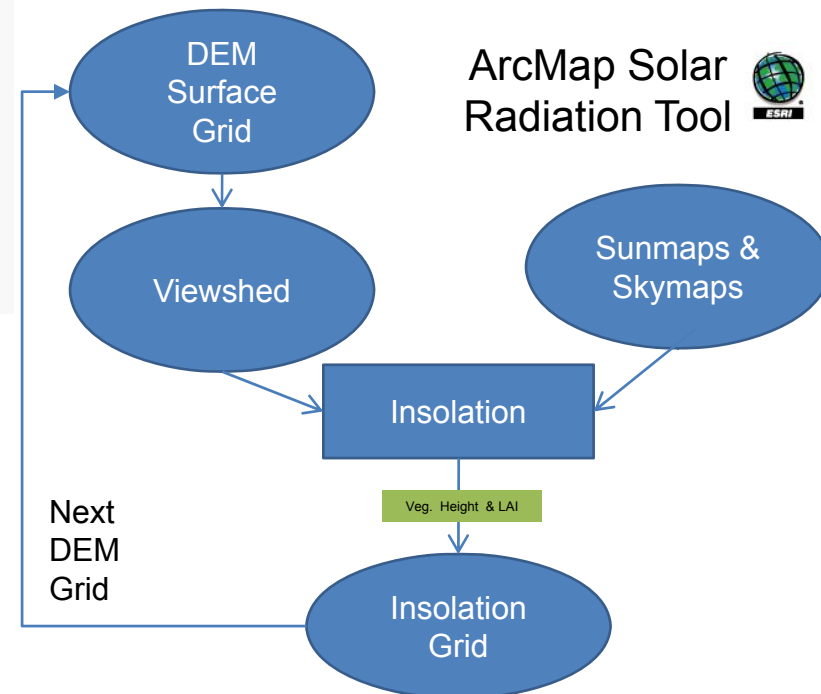 DEM
Surface
Grid
ArcMap Solar
Radiation Tool
ESRI
Viewshed
Sunmaps &
Skymaps
Insolation
Veg. Height & LAI
Next
DEM
Grid
Insolation
Grid